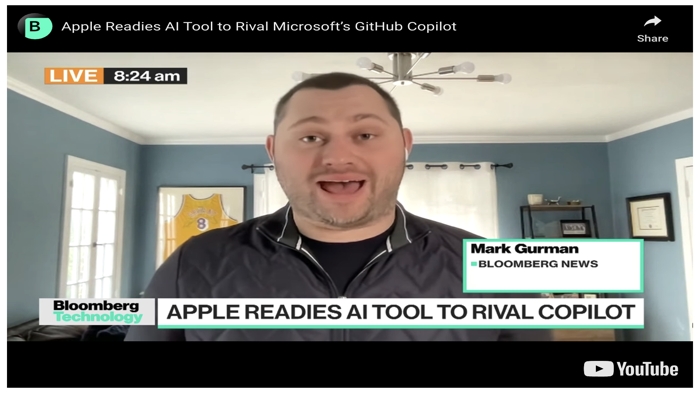 B
Apple Readies AI Tool to Rival Microsoft's GitHub Copilot
Share
LIVE 8:24 am
8
Mark Gurman
BLOOMBERG NEWS
Bloomberg
Technology
APPLE READIES AI TOOL TO RIVAL COPILOT
YouTube